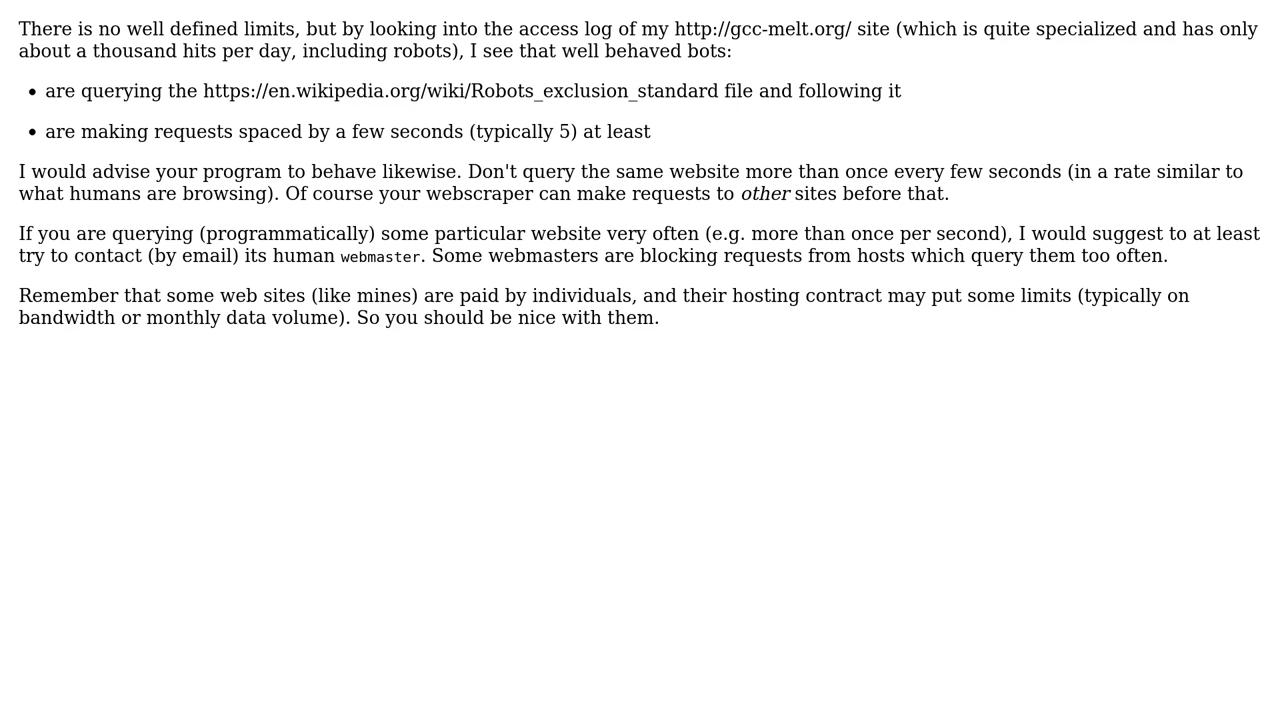 There is no well defined limits, but by looking into the access log of my http://gcc-melt.org/ site (which is quite specialized and has only
about a thousand hits per day, including robots), I see that well behaved bots:
• are querying the https://en.wikipedia.org/wiki/Robots_exclusion_standard file and following it
• are making requests spaced by a few seconds (typically 5) at least
I would advise your program to behave likewise. Don't query the same website more than once every few seconds (in a rate similar to
what humans are browsing). Of course your webscraper can make requests to other sites before that.
If you are querying (programmatically) some particular website very often (e.g. more than once per second), I would suggest to at least
try to contact (by email) its human webmaster. Some webmasters are blocking requests from hosts which query them too often.
Remember that some web sites (like mines) are paid by individuals, and their hosting contract may put some limits (typically on
bandwidth or monthly data volume). So you should be nice with them.